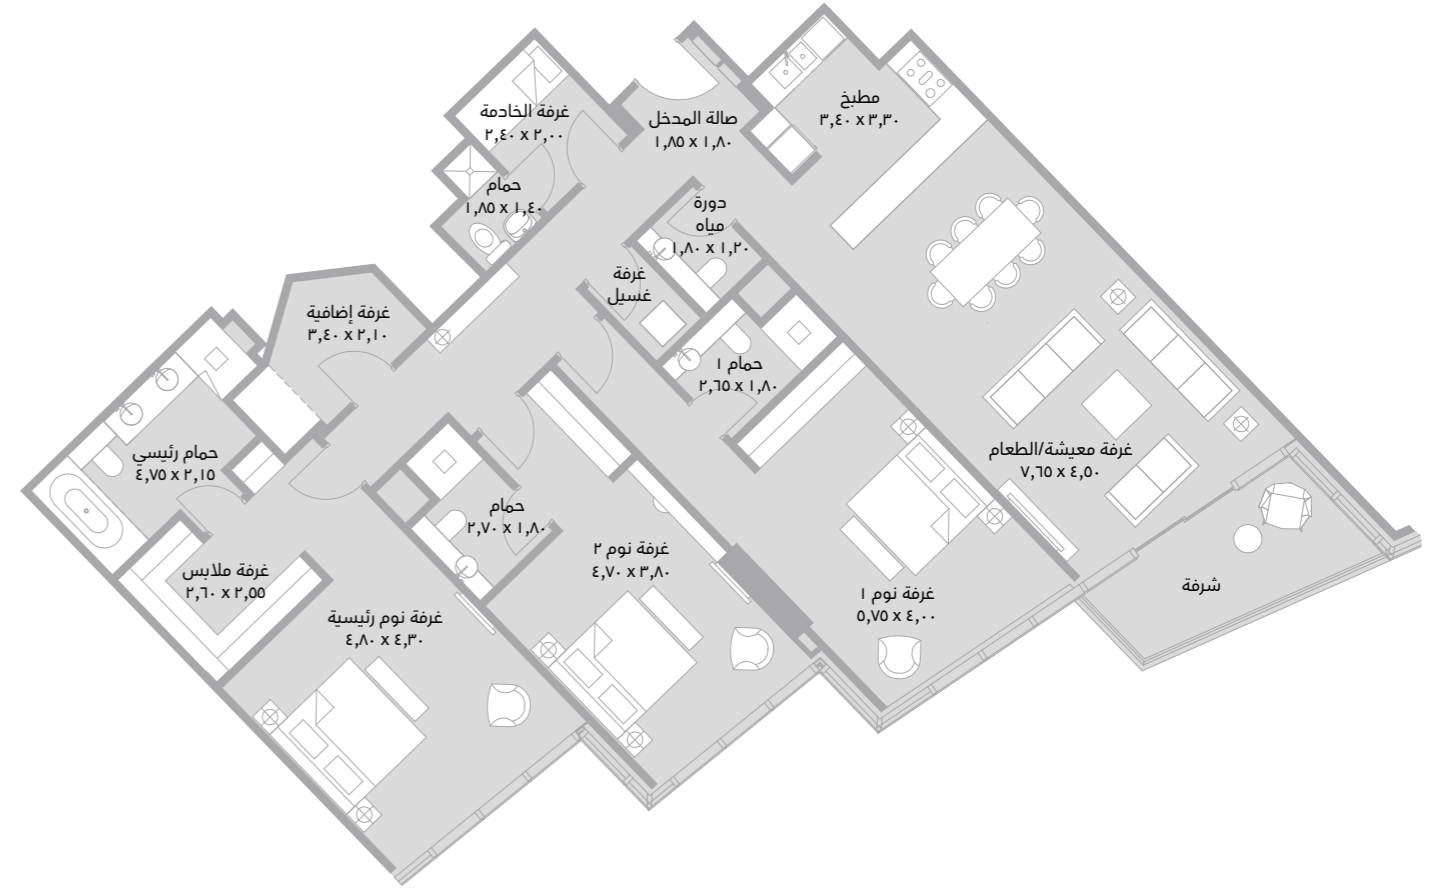 مطبخ
٣,٤٠ x ٣,٣٠
صالة المدخل
١,٨٥ x ١,٨٠
غرفة الخادمة
٢,٤٠ x ٢,٠٠
حمام
١,٨٥ x ١,٤٠
دورة
مياه
١,٨٠ x ١,٢٠
غرفة
غسيل
غرفة إضافية
٣,٤٠ x ٢,١٠
حمام ١
٢,٦٥ x ١,٨٠
غرفة معيشة/الطعام
٧,٦٥ x ٤,٥٠
حمام رئيسي
٤,٧٥ x ٢,١٥
حمام
٢,٧٠ x ١,٨٠
غرفة نوم ٢
٤,٧٠ x ٣,٨٠
غرفة ملابس
٢,٦٠ x ٢,٥٥
شرفة
غرفة نوم ١
٥,٧٥ x ٤,٠٠
غرفة نوم رئيسية
٤,٨٠ x ٤,٣٠